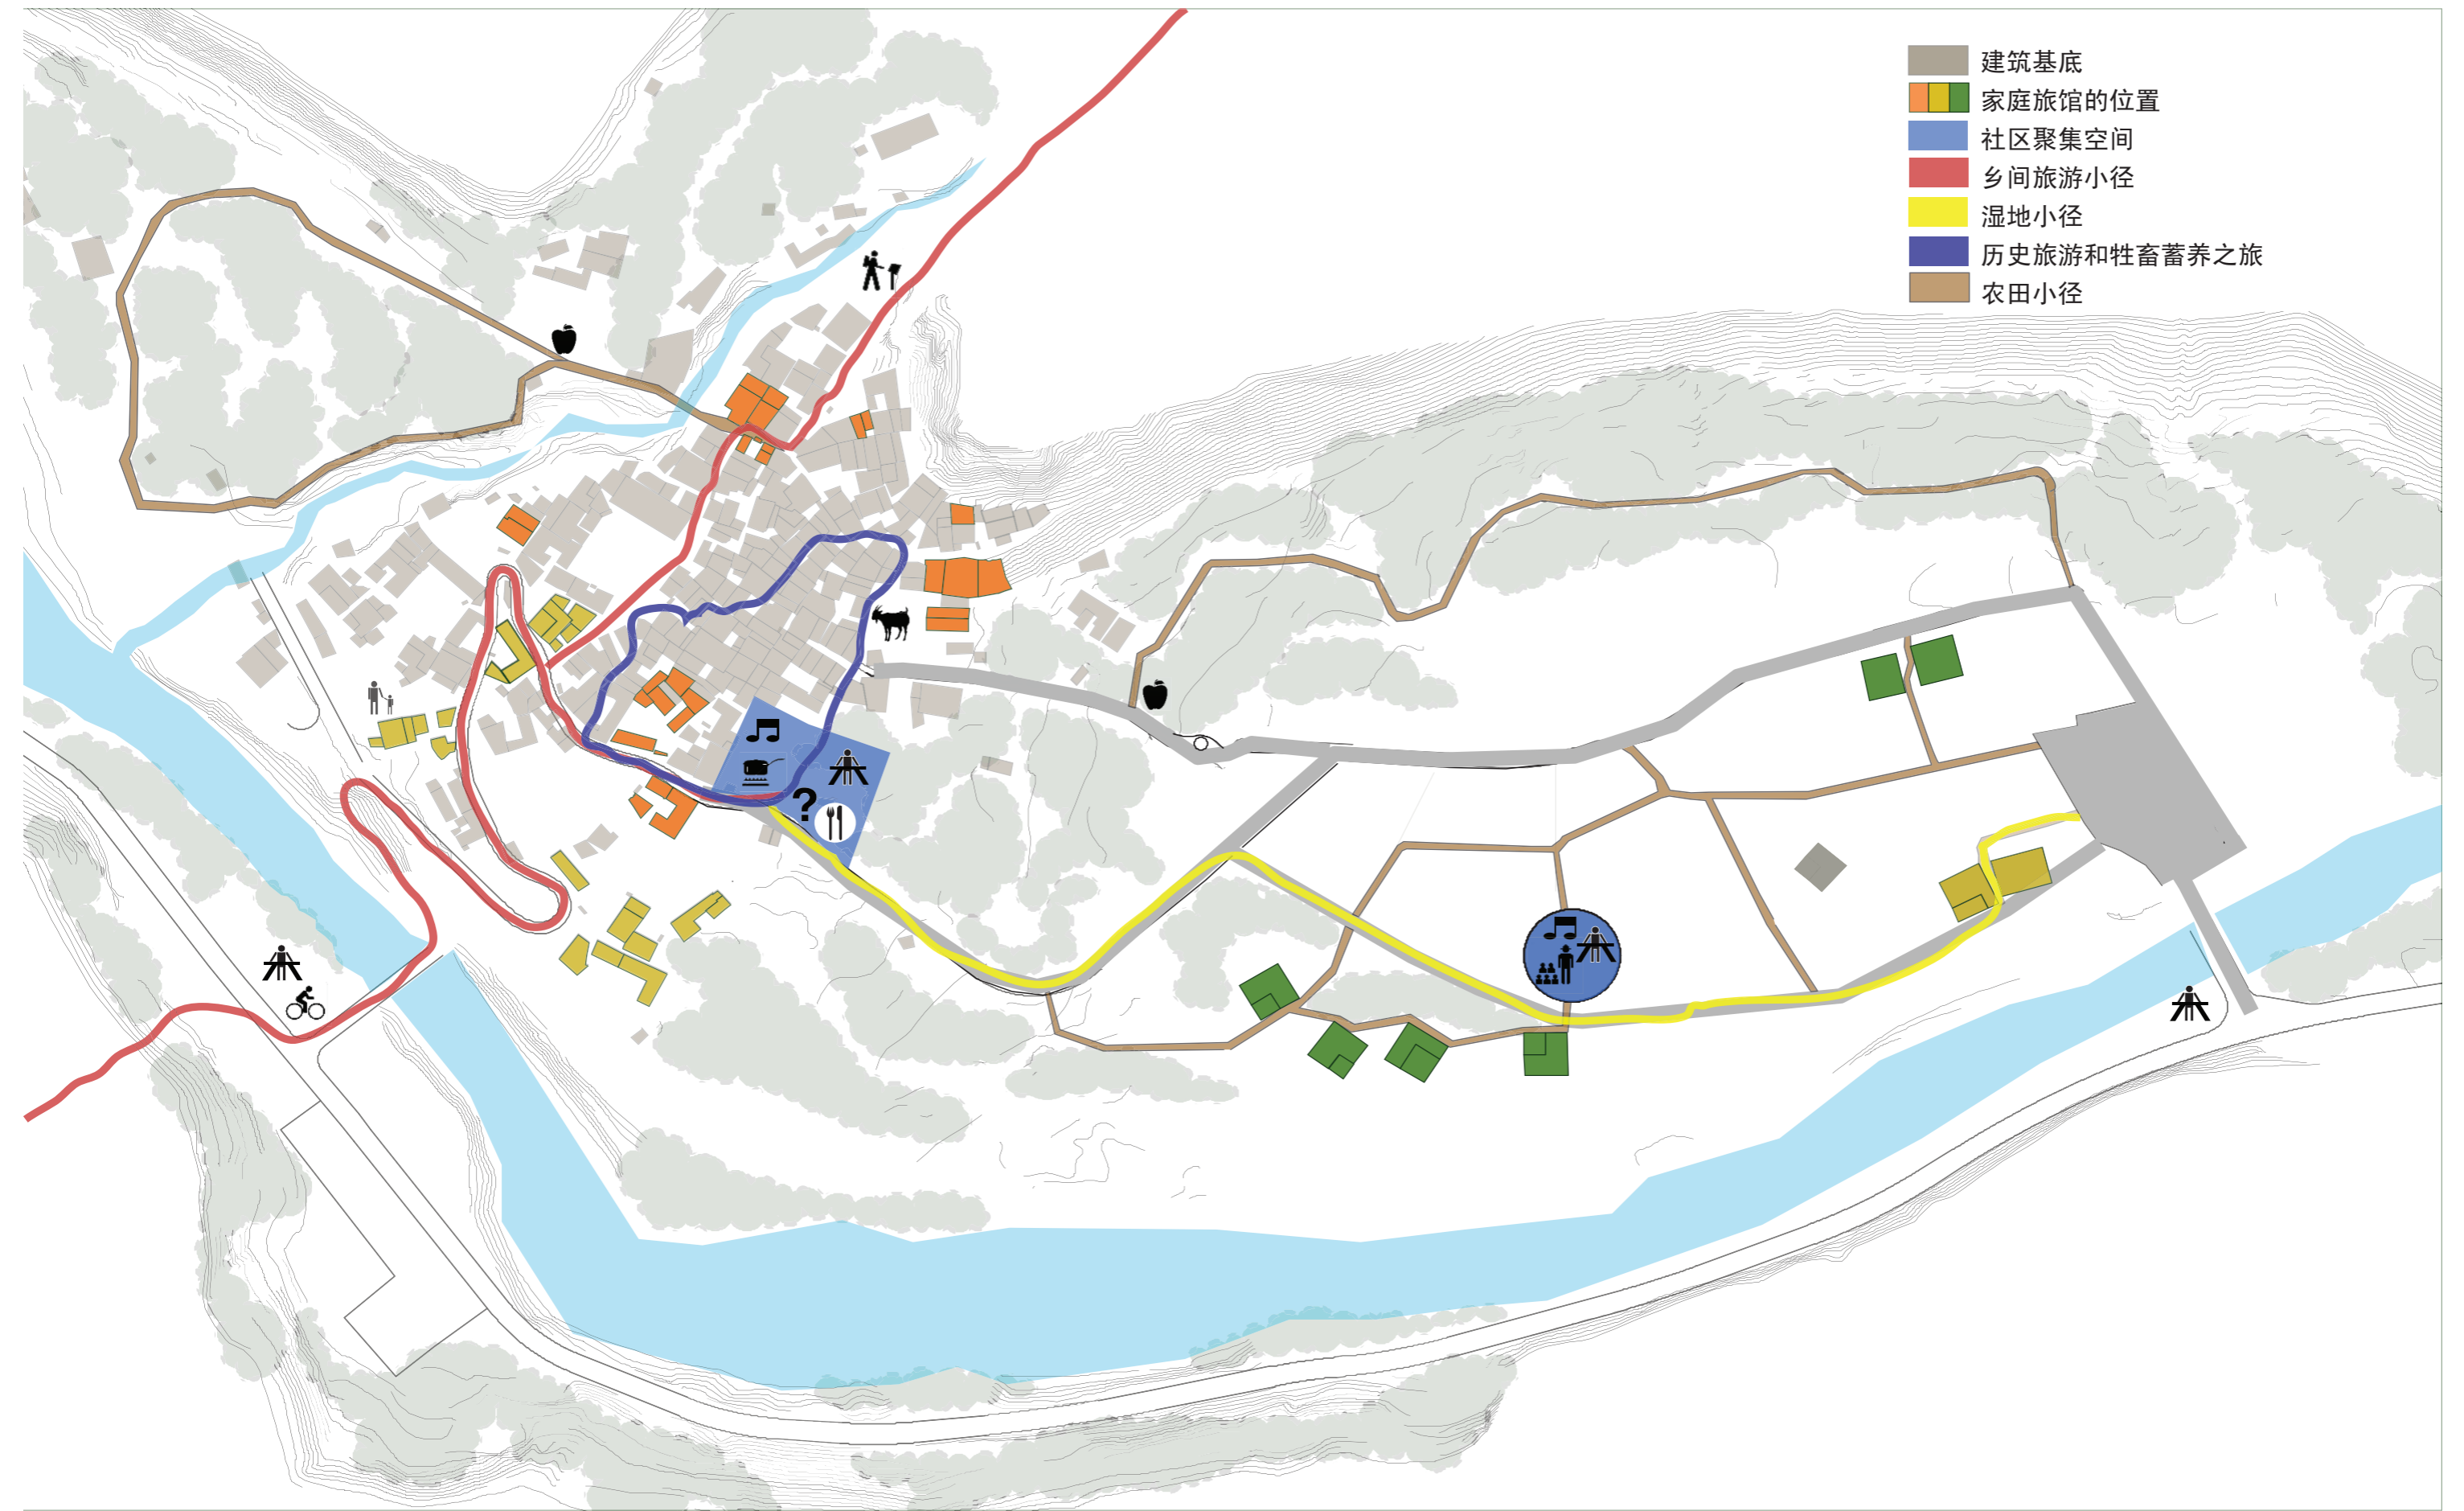 建筑基底
家庭旅馆的位置
社区聚集空间
乡间旅游小径
湿地小径
历史旅游和牲畜蓄养之旅
农田小径
?